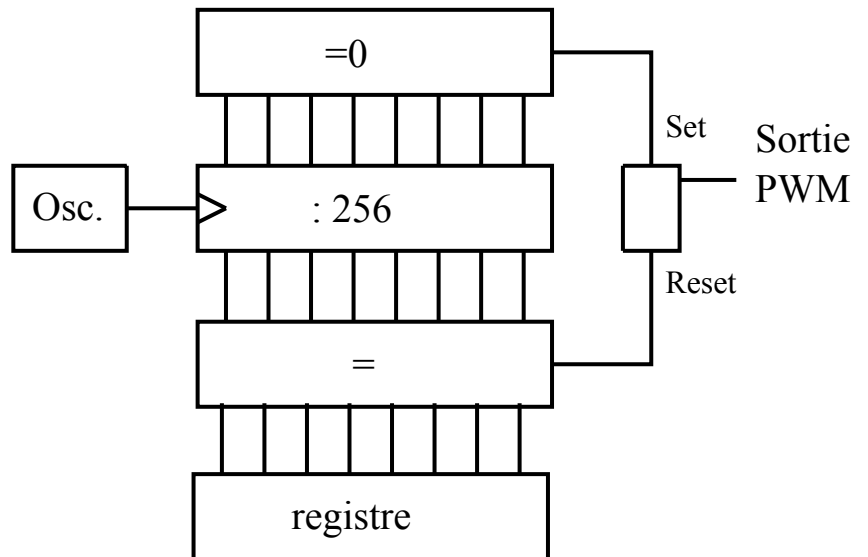 =0
Set
Sortie
PWM
Osc.
: 256
Reset
=
registre